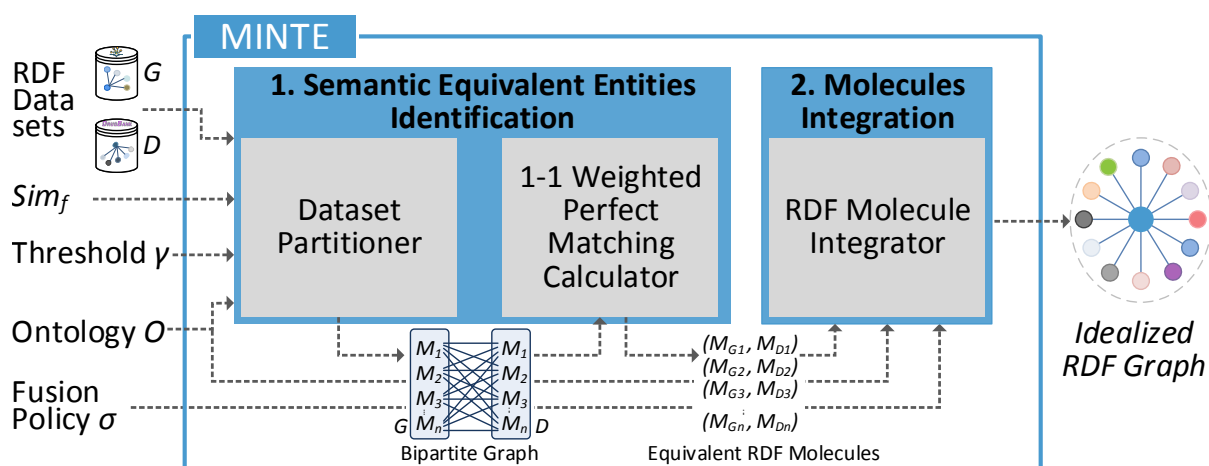 MINTE
RDF
Data
sets
G
DRUGBANK
D
Sim_f
Threshold γ
Ontology O
Fusion
Policy σ
1. Semantic Equivalent Entities
Identification
Dataset
Partitioner
1-1 Weighted
Perfect
Matching
Calculator
2. Molecules
Integration
RDF Molecule
Integrator
M1
M2
M3
⋮
Mn
G
M1
M2
M3
⋮
Mn
D
Bipartite Graph
(MG1, MD1)
(MG2, MD2)
(MG3, MD3)
⋮
(MGn, MDn)
Equivalent RDF Molecules
Idealized
RDF Graph